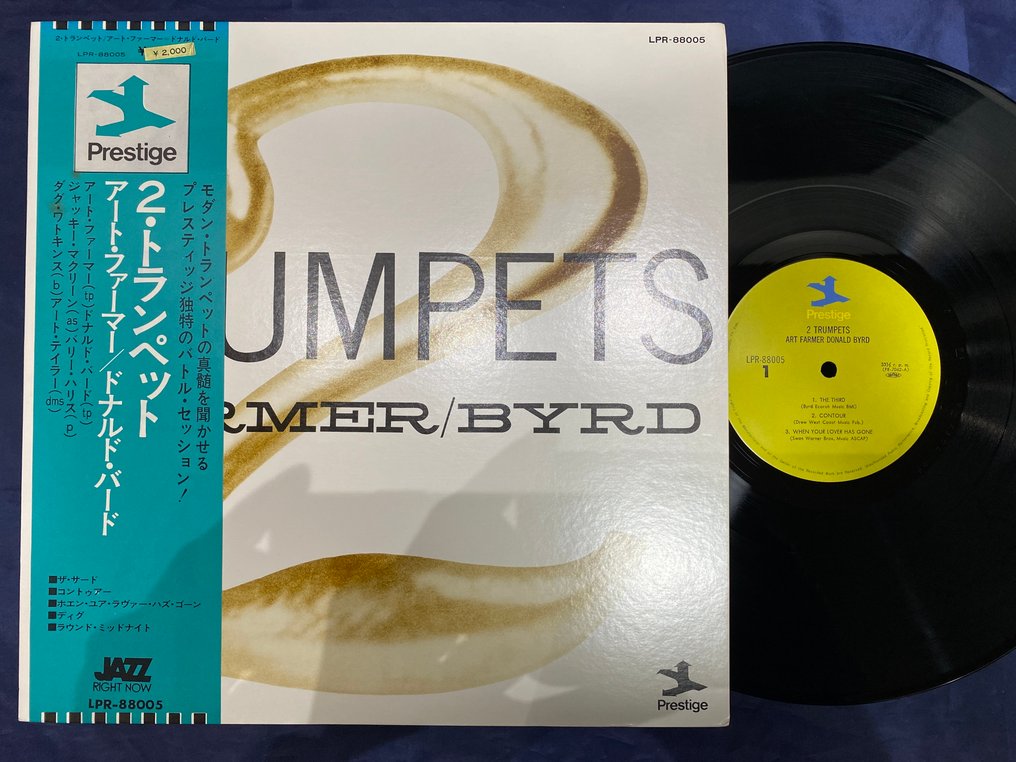 2・トランペット/アート・ファーマー/ドナルド・バード
LPR-88005
¥2,000
Prestige
モダン・トランペットの真髄を聞かせる
プレスティッジ独特のバトル・セッション!
2・トランペット
アート・ファーマー/ドナルド・バード
アート・ファーマー(tp)ドナルド・バード(tp)
ジャッキー・マクリーン(as)バリー・ハリス(p)
ダグ・ワトキンス(b)アート・テイラー(dms)
■ザ・サード
■コントゥアー
■ホエン・ユア・ラヴァー・ハズ・ゴーン
■ディグ
■ラウンド・ミッドナイト
JAZZ
RIGHT NOW
LPR-88005
LPR-88005
UMPETS
RMER/BYRD
Prestige
Prestige
2 TRUMPETS
ART FARMER DONALD BYRD
LPR-88005
1
33⅓ r.p.m.
(PR-7062-A)
1. THE THIRD
2. CONTOUR
(Drew West Coast Music Pub.)
3. WHEN YOUR LOVER HAS GONE